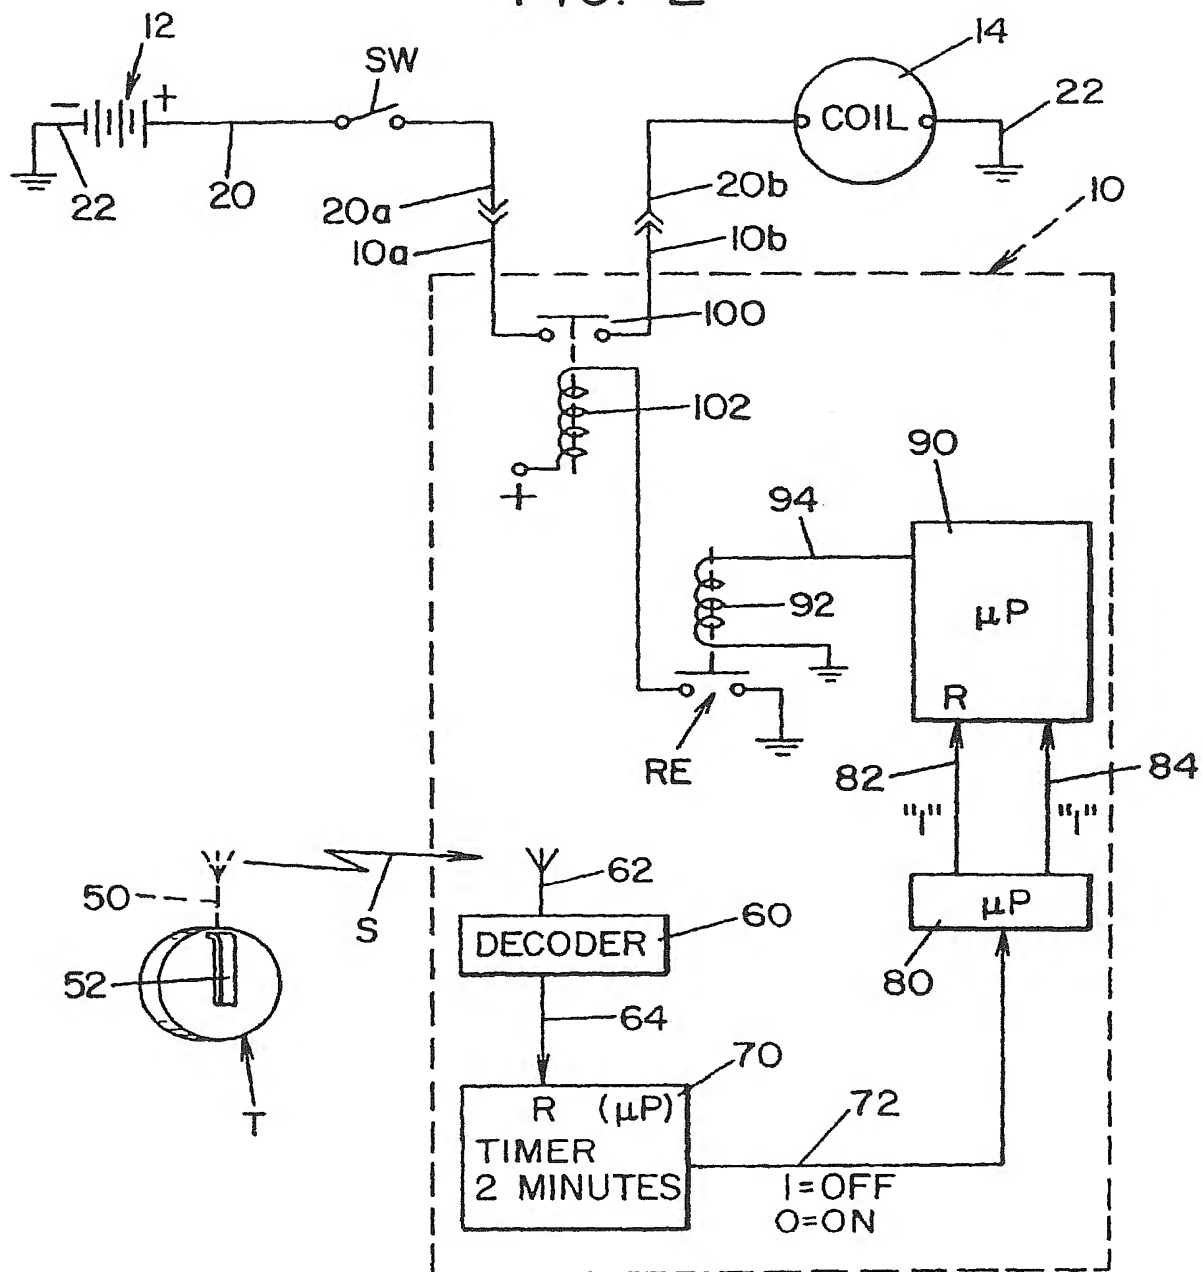 12
SW
14
− +
COIL
22
22
20
20a
20b
10
10a
10b
100
102
+
90
94
92
μP
R
RE
82
84
"1"
"1"
62
50
S
DECODER
60
μP
80
52
64
70
T
R (μP)
TIMER
2 MINUTES
72
1=OFF
0=ON